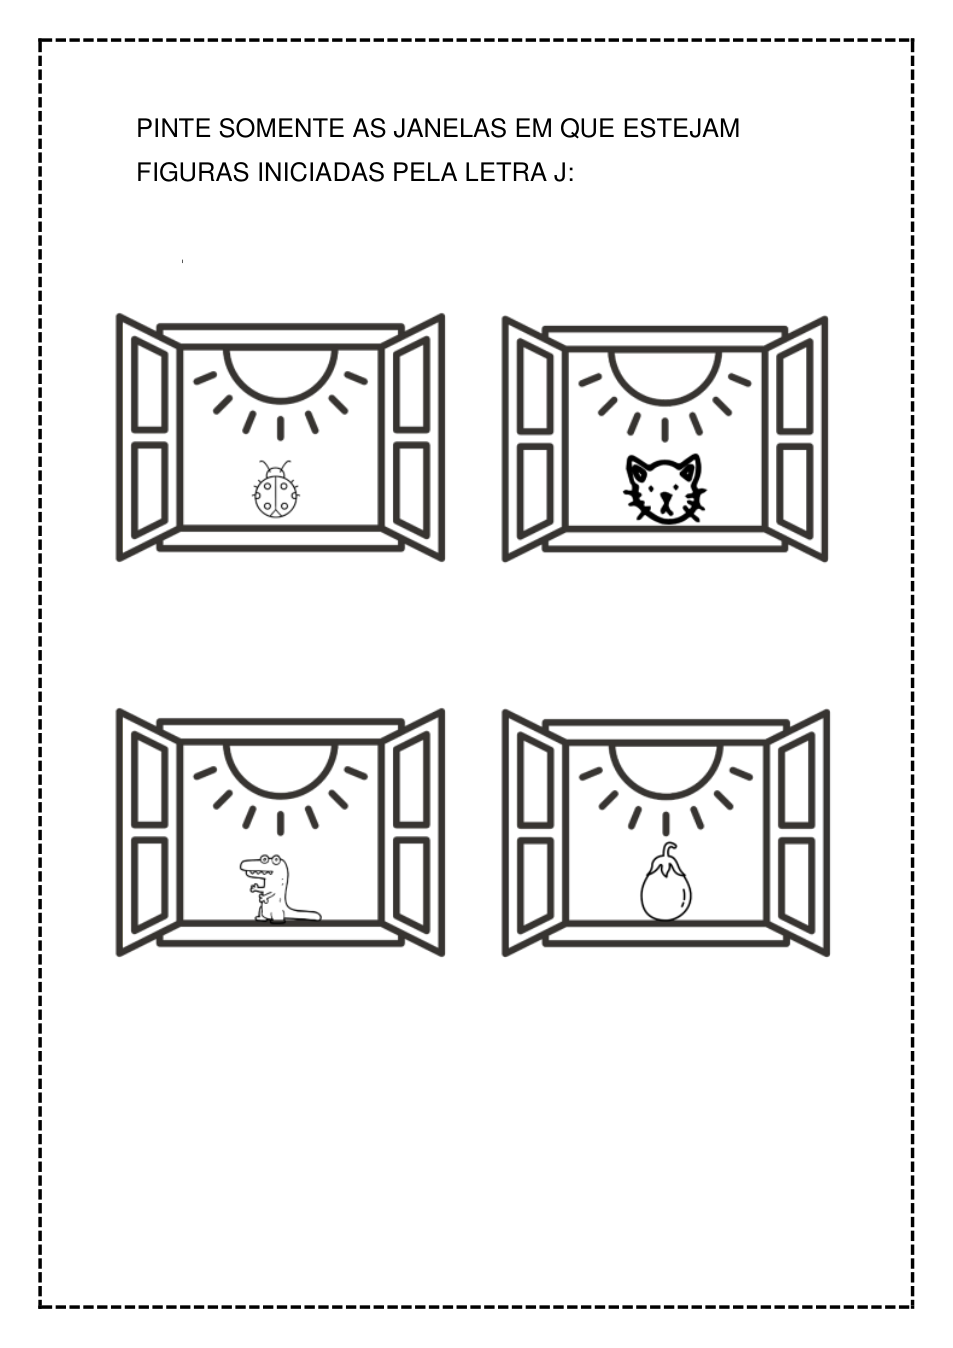 PINTE SOMENTE AS JANELAS EM QUE ESTEJAM
FIGURAS INICIADAS PELA LETRA J: